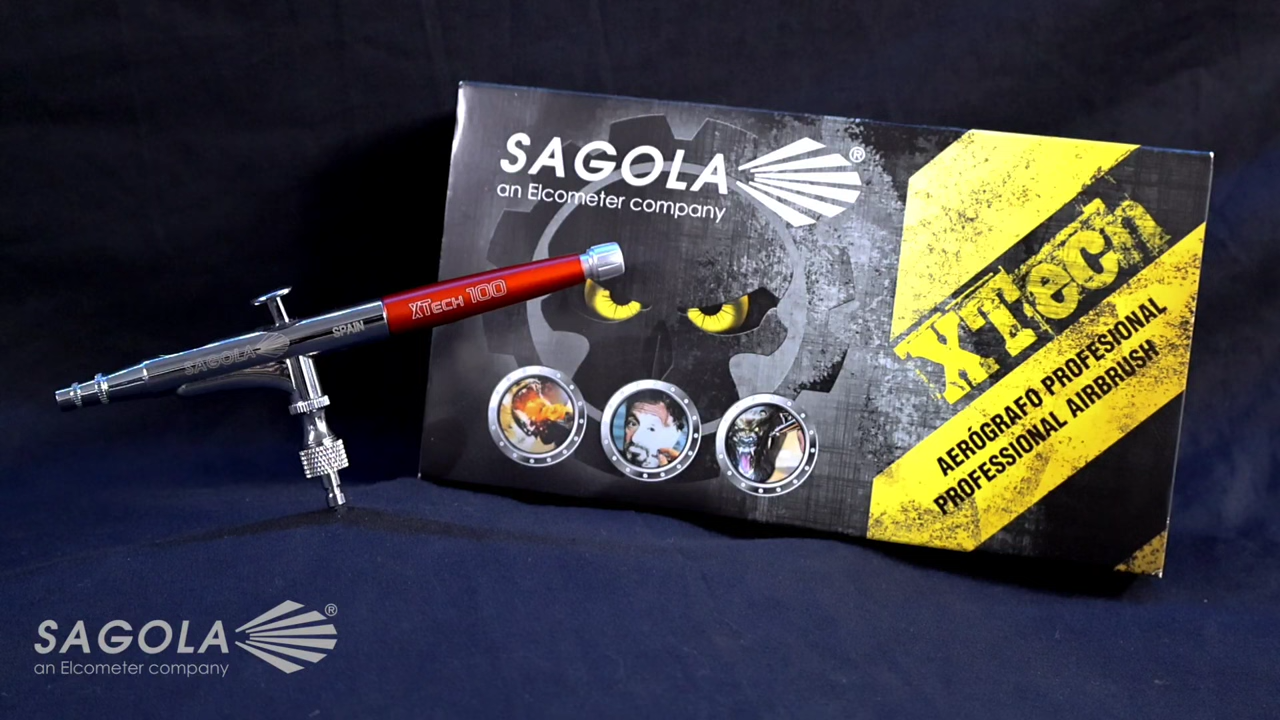 SAGOLA®
an Elcometer company
XTech
AERÓGRAFO PROFESIONAL
PROFESSIONAL AIRBRUSH
XTECH 100
SPAIN
SAGOLA
SAGOLA®
an Elcometer company